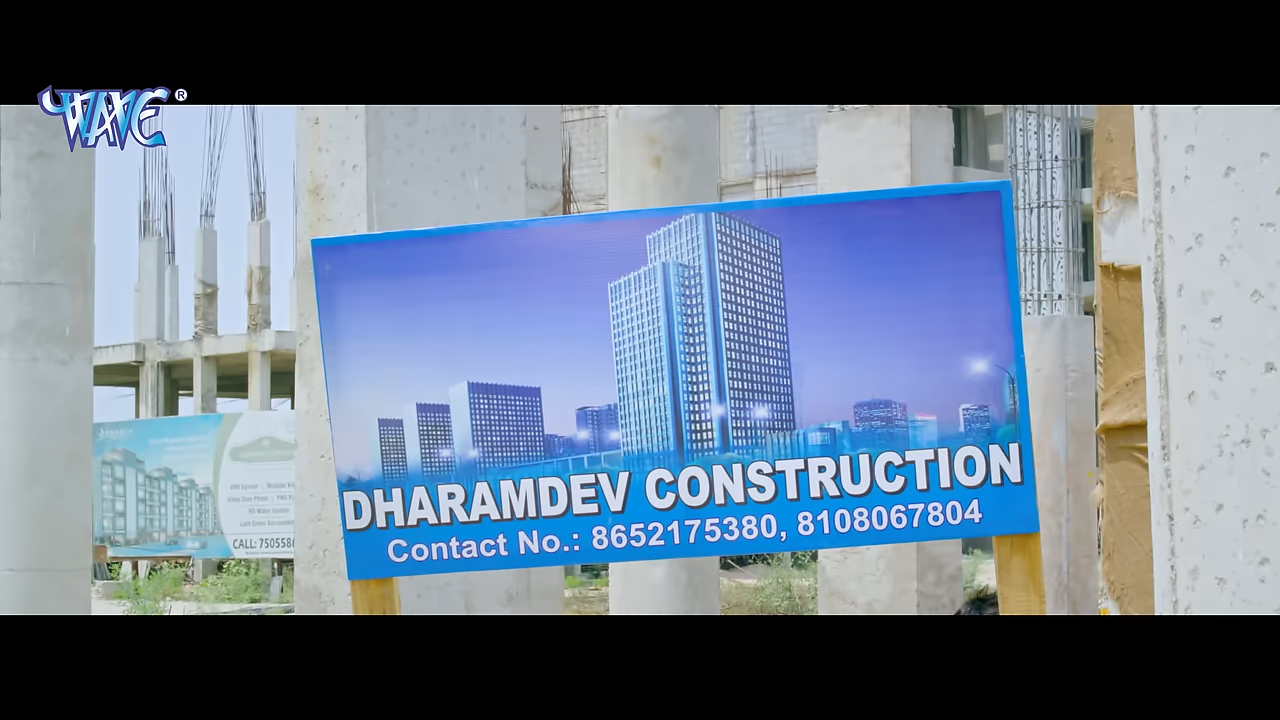 WAVE®
DHARAMDEV CONSTRUCTION
Contact No.: 8652175380, 8108067804
CALL: 750558